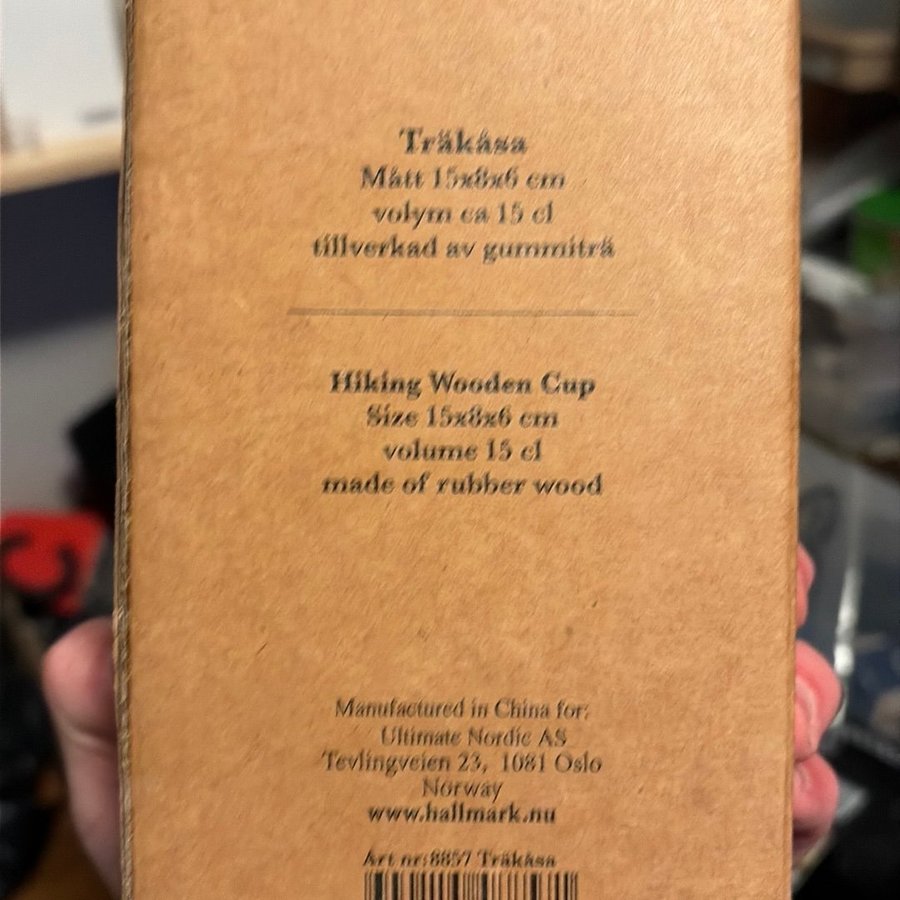 Träkåsa
Mått 15x8x6 cm
volym ca 15 cl
tillverkad av gummiträ
Hiking Wooden Cup
Size 15x8x6 cm
volume 15 cl
made of rubber wood
Manufactured in China for:
Ultimate Nordic AS
Tevlingveien 23, 1081 Oslo
Norway
www.hallmark.nu
Art nr:8857 Träkåsa